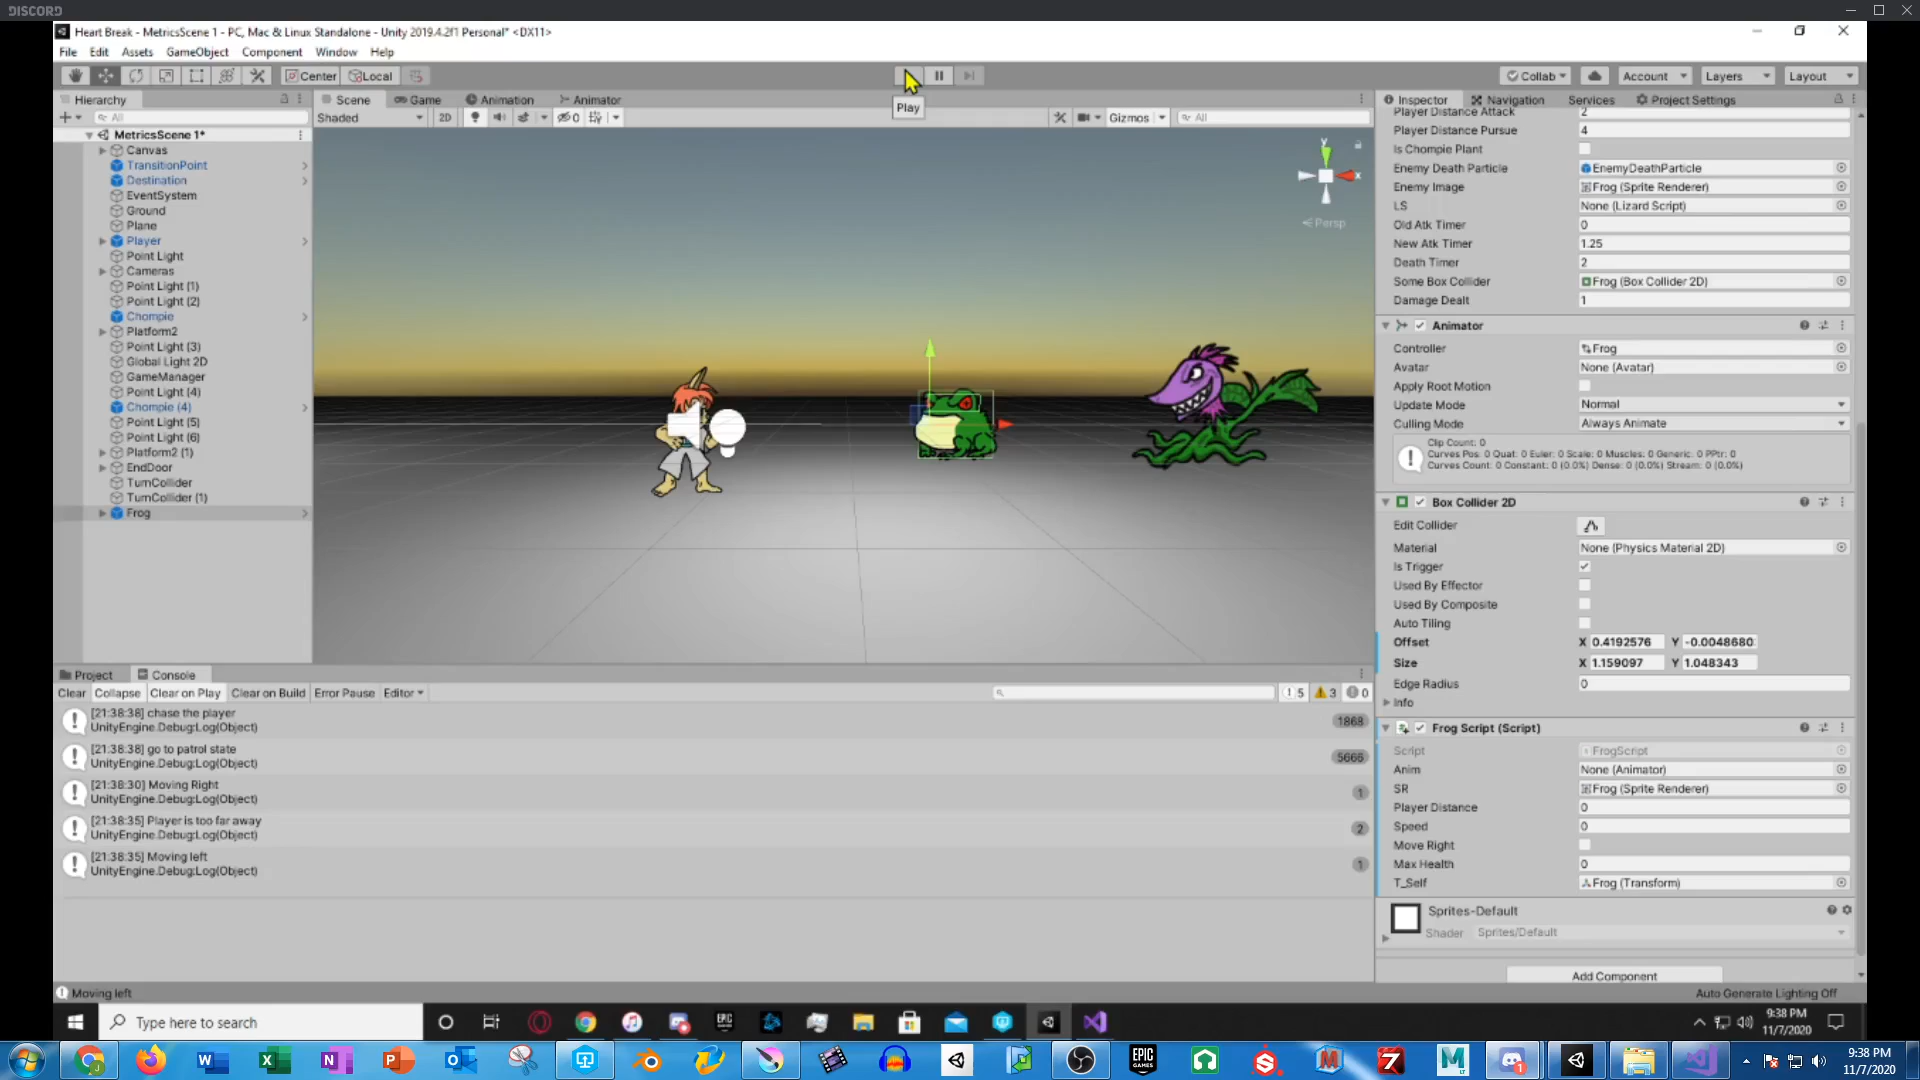 DISCORD
Heart Break - MetricsScene 1 - PC, Mac & Linux Standalone - Unity 2019.4.2f1 Personal* <DX11>
File Edit Assets GameObject Component Window Help
Center Local Collab Account Layers Layout
Hierarchy Scene Game Animation Animator Play Inspector Navigation Services Project Settings
All Shaded 2D 0 Gizmos All
MetricsScene 1*
Canvas
TransitionPoint
Destination
EventSystem
Ground
Plane
Player
Point Light
Cameras
Point Light (1)
Point Light (2)
Chompie
Platform2
Point Light (3)
Global Light 2D
GameManager
Point Light (4)
Chompie (4)
Point Light (5)
Point Light (6)
Platform2 (1)
EndDoor
TurnCollider
TurnCollider (1)
Frog
y
x
Persp
Player Distance Attack 2
Player Distance Pursue 4
Is Chompie Plant
Enemy Death Particle EnemyDeathParticle
Enemy Image Frog (Sprite Renderer)
LS None (Lizard Script)
Old Atk Timer 0
New Atk Timer 1.25
Death Timer 2
Some Box Collider Frog (Box Collider 2D)
Damage Dealt 1
Animator
Controller Frog
Avatar None (Avatar)
Apply Root Motion
Update Mode Normal
Culling Mode Always Animate
Clip Count: 0
Curves Pos: 0 Quat: 0 Euler: 0 Scale: 0 Muscles: 0 Generic: 0 PPtr: 0
Curves Count: 0 Constant: 0 (0.0%) Dense: 0 (0.0%) Stream: 0 (0.0%)
Box Collider 2D
Edit Collider
Material None (Physics Material 2D)
Is Trigger
Used By Effector
Used By Composite
Auto Tiling
Offset X 0.4192576 Y -0.0048680
Size X 1.159097 Y 1.048343
Edge Radius 0
Info
Frog Script (Script)
Script FrogScript
Anim None (Animator)
SR Frog (Sprite Renderer)
Player Distance 0
Speed 0
Move Right
Max Health 0
T_Self Frog (Transform)
Sprites-Default
Shader Sprites/Default
Add Component
Project Console
Clear Collapse Clear on Play Clear on Build Error Pause Editor 5 3 0
[21:38:38] chase the player
UnityEngine.Debug:Log(Object) 1868
[21:38:38] go to patrol state
UnityEngine.Debug:Log(Object) 5666
[21:38:30] Moving Right
UnityEngine.Debug:Log(Object) 1
[21:38:35] Player is too far away
UnityEngine.Debug:Log(Object) 2
[21:38:35] Moving left
UnityEngine.Debug:Log(Object) 1
Moving left Auto Generate Lighting Off
Type here to search
9:38 PM
11/7/2020
9:38 PM
11/7/2020